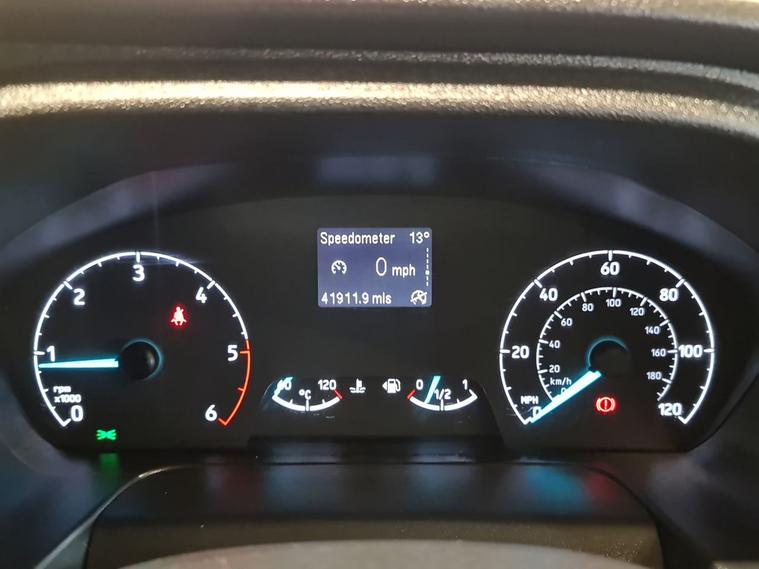 Speedometer 13°
0 mph
41911.9 mls
0 1 2 3 4 5 6
rpm
x1000
60 120
°C
0 1/2 1
0 20 40 60 80 100 120
MPH
0 20 40 60 80 100 120 140 160 180
km/h